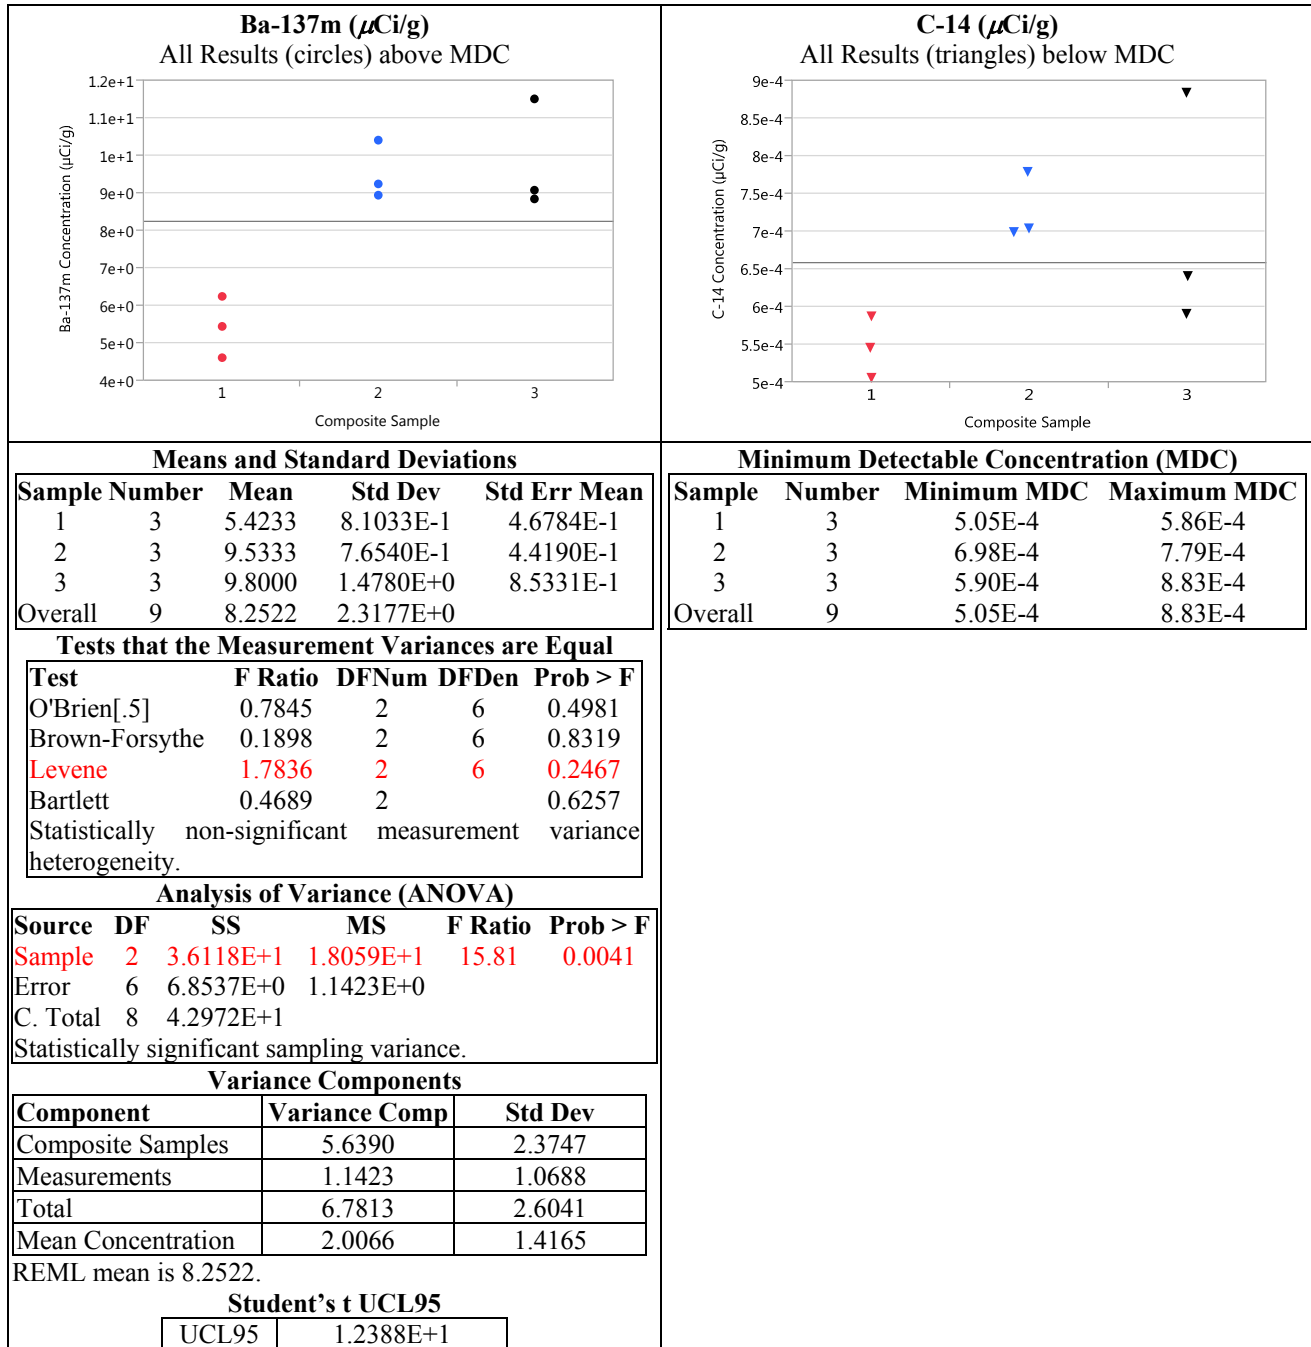 Ba-137m (μCi/g)
All Results (circles) above MDC
1.2e+1
1.1e+1
1e+1
9e+0
8e+0
7e+0
6e+0
5e+0
4e+0
Ba-137m Concentration (μCi/g)
1 2 3
Composite Sample
C-14 (μCi/g)
All Results (triangles) below MDC
9e-4
8.5e-4
8e-4
7.5e-4
7e-4
6.5e-4
6e-4
5.5e-4
5e-4
C-14 Concentration (μCi/g)
1 2 3
Composite Sample
Means and Standard Deviations
Sample Number Mean Std Dev Std Err Mean
1 3 5.4233 8.1033E-1 4.6784E-1
2 3 9.5333 7.6540E-1 4.4190E-1
3 3 9.8000 1.4780E+0 8.5331E-1
Overall 9 8.2522 2.3177E+0
Tests that the Measurement Variances are Equal
Test F Ratio DFNum DFDen Prob > F
O'Brien[.5] 0.7845 2 6 0.4981
Brown-Forsythe 0.1898 2 6 0.8319
Levene 1.7836 2 6 0.2467
Bartlett 0.4689 2 0.6257
Statistically non-significant measurement variance
heterogeneity.
Analysis of Variance (ANOVA)
Source DF SS MS F Ratio Prob > F
Sample 2 3.6118E+1 1.8059E+1 15.81 0.0041
Error 6 6.8537E+0 1.1423E+0
C. Total 8 4.2972E+1
Statistically significant sampling variance.
Variance Components
Component Variance Comp Std Dev
Composite Samples 5.6390 2.3747
Measurements 1.1423 1.0688
Total 6.7813 2.6041
Mean Concentration 2.0066 1.4165
REML mean is 8.2522.
Student’s t UCL95
UCL95 1.2388E+1
Minimum Detectable Concentration (MDC)
Sample Number Minimum MDC Maximum MDC
1 3 5.05E-4 5.86E-4
2 3 6.98E-4 7.79E-4
3 3 5.90E-4 8.83E-4
Overall 9 5.05E-4 8.83E-4